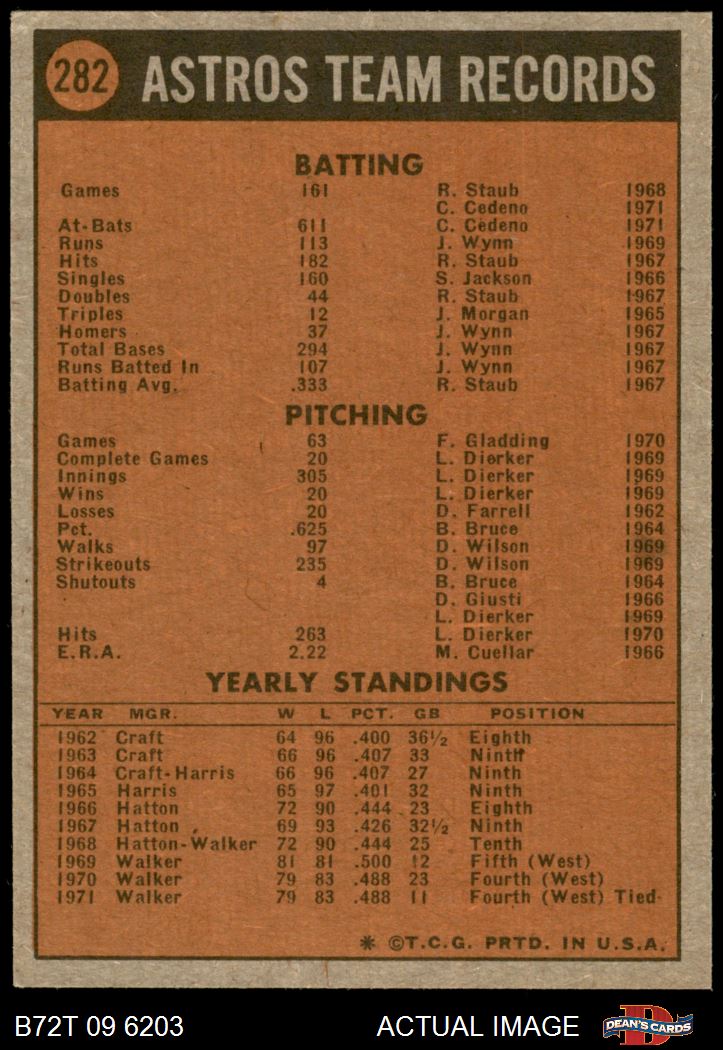 282 ASTROS TEAM RECORDS
BATTING
Games 161 R. Staub 1968
C. Cedeno 1971
At-Bats 611 C. Cedeno 1971
Runs 113 J. Wynn 1969
Hits 182 R. Staub 1967
Singles 160 S. Jackson 1966
Doubles 44 R. Staub 1967
Triples 12 J. Morgan 1965
Homers 37 J. Wynn 1967
Total Bases 294 J. Wynn 1967
Runs Batted In 107 J. Wynn 1967
Batting Avg. .333 R. Staub 1967
PITCHING
Games 63 F. Gladding 1970
Complete Games 20 L. Dierker 1969
Innings 305 L. Dierker 1969
Wins 20 L. Dierker 1969
Losses 20 D. Farrell 1962
Pct. .625 B. Bruce 1964
Walks 97 D. Wilson 1969
Strikeouts 235 D. Wilson 1969
Shutouts 4 B. Bruce 1964
D. Giusti 1966
L. Dierker 1969
Hits 263 L. Dierker 1970
E.R.A. 2.22 M. Cuellar 1966
YEARLY STANDINGS
YEAR MGR. W L PCT. GB POSITION
1962 Craft 64 96 .400 36½ Eighth
1963 Craft 66 96 .407 33 Ninth
1964 Craft-Harris 66 96 .407 27 Ninth
1965 Harris 65 97 .401 32 Ninth
1966 Hatton 72 90 .444 23 Eighth
1967 Hatton 69 93 .426 32½ Ninth
1968 Hatton-Walker 72 90 .444 25 Tenth
1969 Walker 81 81 .500 12 Fifth (West)
1970 Walker 79 83 .488 23 Fourth (West)
1971 Walker 79 83 .488 11 Fourth (West) Tied
* ©T.C.G. PRTD. IN U.S.A.
B72T 09 6203 ACTUAL IMAGE D DEAN'S CARDS